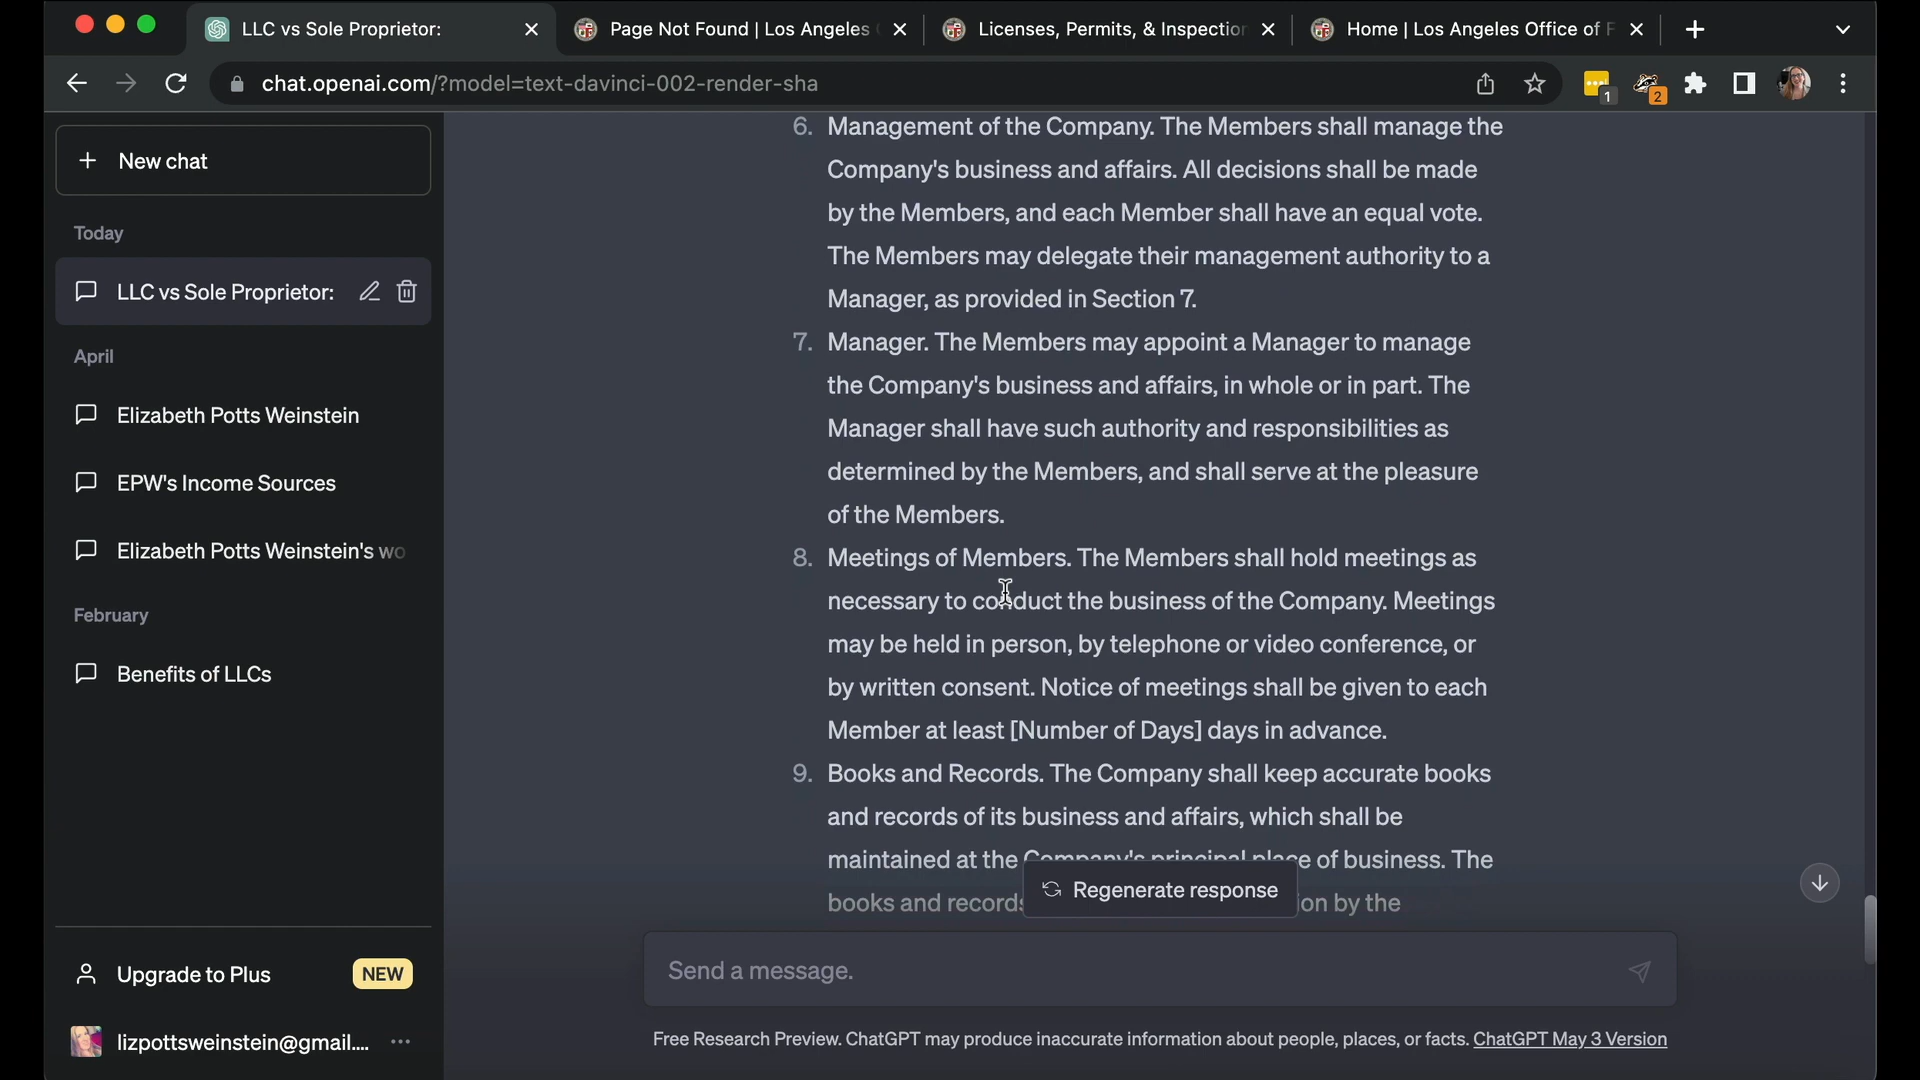 LLC vs Sole Proprietor:
Page Not Found | Los Angeles
Licenses, Permits, & Inspection
Home | Los Angeles Office of F
chat.openai.com/?model=text-davinci-002-render-sha
1
2
New chat
Today
LLC vs Sole Proprietor:
April
Elizabeth Potts Weinstein
EPW's Income Sources
Elizabeth Potts Weinstein's wo
February
Benefits of LLCs
Upgrade to Plus NEW
lizpottsweinstein@gmail....
6. Management of the Company. The Members shall manage the
Company's business and affairs. All decisions shall be made
by the Members, and each Member shall have an equal vote.
The Members may delegate their management authority to a
Manager, as provided in Section 7.
7. Manager. The Members may appoint a Manager to manage
the Company's business and affairs, in whole or in part. The
Manager shall have such authority and responsibilities as
determined by the Members, and shall serve at the pleasure
of the Members.
8. Meetings of Members. The Members shall hold meetings as
necessary to conduct the business of the Company. Meetings
may be held in person, by telephone or video conference, or
by written consent. Notice of meetings shall be given to each
Member at least [Number of Days] days in advance.
9. Books and Records. The Company shall keep accurate books
and records of its business and affairs, which shall be
maintained at the Company's principal place of business. The
books and records ion by the
Regenerate response
Send a message.
Free Research Preview. ChatGPT may produce inaccurate information about people, places, or facts. ChatGPT May 3 Version